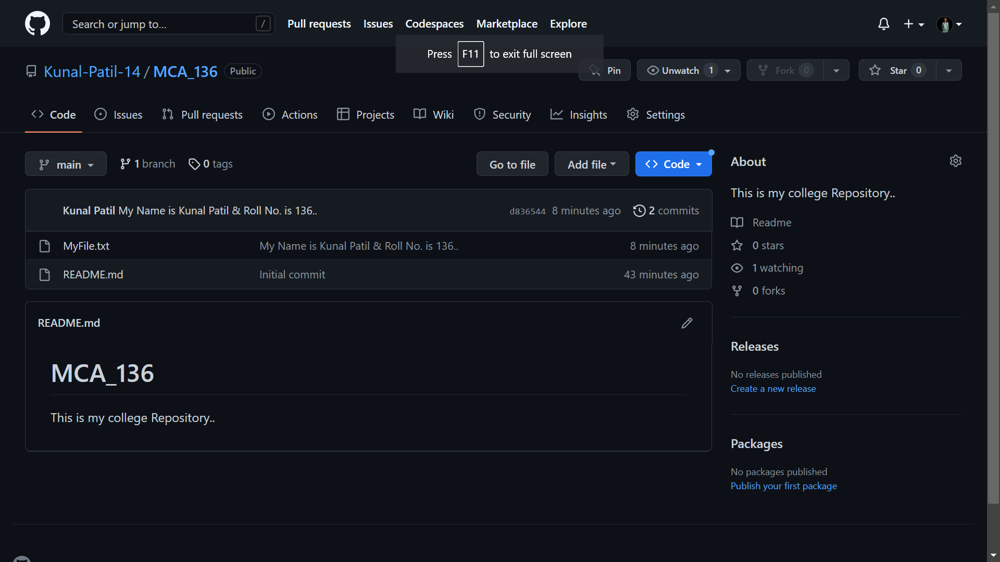 Search or jump to... /
Pull requests Issues Codespaces Marketplace Explore
Press F11 to exit full screen
Kunal-Patil-14 / MCA_136 Public
Pin Unwatch 1 Fork 0 Star 0
Code Issues Pull requests Actions Projects Wiki Security Insights Settings
main 1 branch 0 tags Go to file Add file Code
Kunal Patil My Name is Kunal Patil & Roll No. is 136.. d836544 8 minutes ago 2 commits
MyFile.txt My Name is Kunal Patil & Roll No. is 136.. 8 minutes ago
README.md Initial commit 43 minutes ago
README.md
MCA_136
This is my college Repository..
About
This is my college Repository..
Readme
0 stars
1 watching
0 forks
Releases
No releases published
Create a new release
Packages
No packages published
Publish your first package